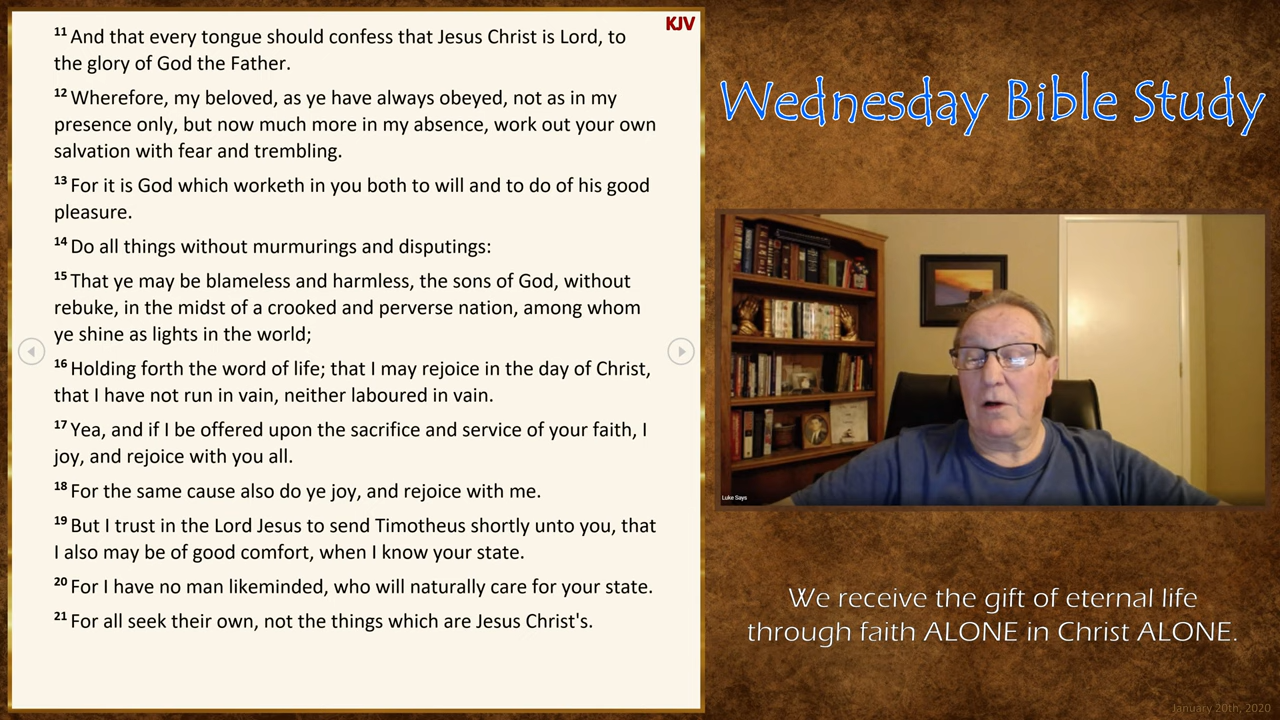 KJV
11 And that every tongue should confess that Jesus Christ is Lord, to
the glory of God the Father.
12 Wherefore, my beloved, as ye have always obeyed, not as in my
presence only, but now much more in my absence, work out your own
salvation with fear and trembling.
13 For it is God which worketh in you both to will and to do of his good
pleasure.
14 Do all things without murmurings and disputings:
15 That ye may be blameless and harmless, the sons of God, without
rebuke, in the midst of a crooked and perverse nation, among whom
ye shine as lights in the world;
16 Holding forth the word of life; that I may rejoice in the day of Christ,
that I have not run in vain, neither laboured in vain.
17 Yea, and if I be offered upon the sacrifice and service of your faith, I
joy, and rejoice with you all.
18 For the same cause also do ye joy, and rejoice with me.
19 But I trust in the Lord Jesus to send Timotheus shortly unto you, that
I also may be of good comfort, when I know your state.
20 For I have no man likeminded, who will naturally care for your state.
21 For all seek their own, not the things which are Jesus Christ's.
Wednesday Bible Study
Luke Says
We receive the gift of eternal life
through faith ALONE in Christ ALONE.
January 20th, 2020